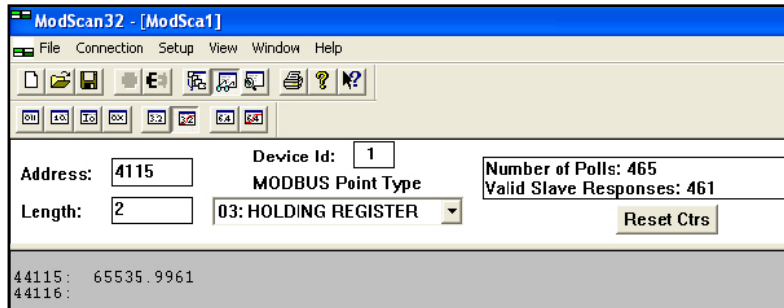 ModScan32 - [ModSca1]
File Connection Setup View Window Help
Address: 4115
Device Id: 1
MODBUS Point Type
Length: 2
03: HOLDING REGISTER
Number of Polls: 465
Valid Slave Responses: 461
Reset Ctrs
44115: 65535.9961
44116: